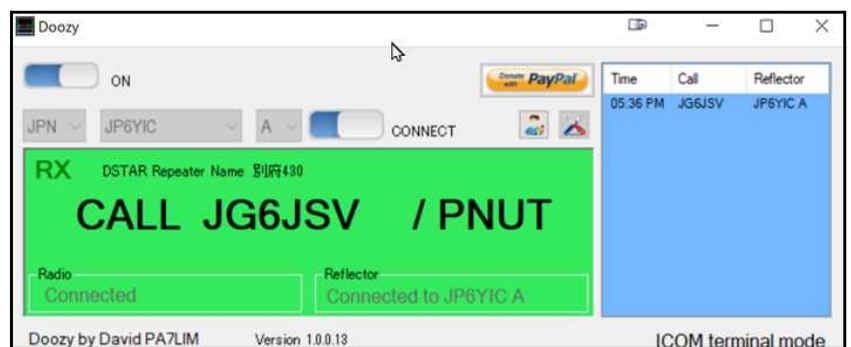 Doozy
ON
Donate with PayPal
JPN JP6YIC A CONNECT
RX DSTAR Repeater Name 別府430
CALL JG6JSV / PNUT
Radio
Connected
Reflector
Connected to JP6YIC A
Time Call Reflector
05:36 PM JG6JSV JP6YIC A
Doozy by David PA7LIM Version 1.0.0.13 ICOM terminal mode